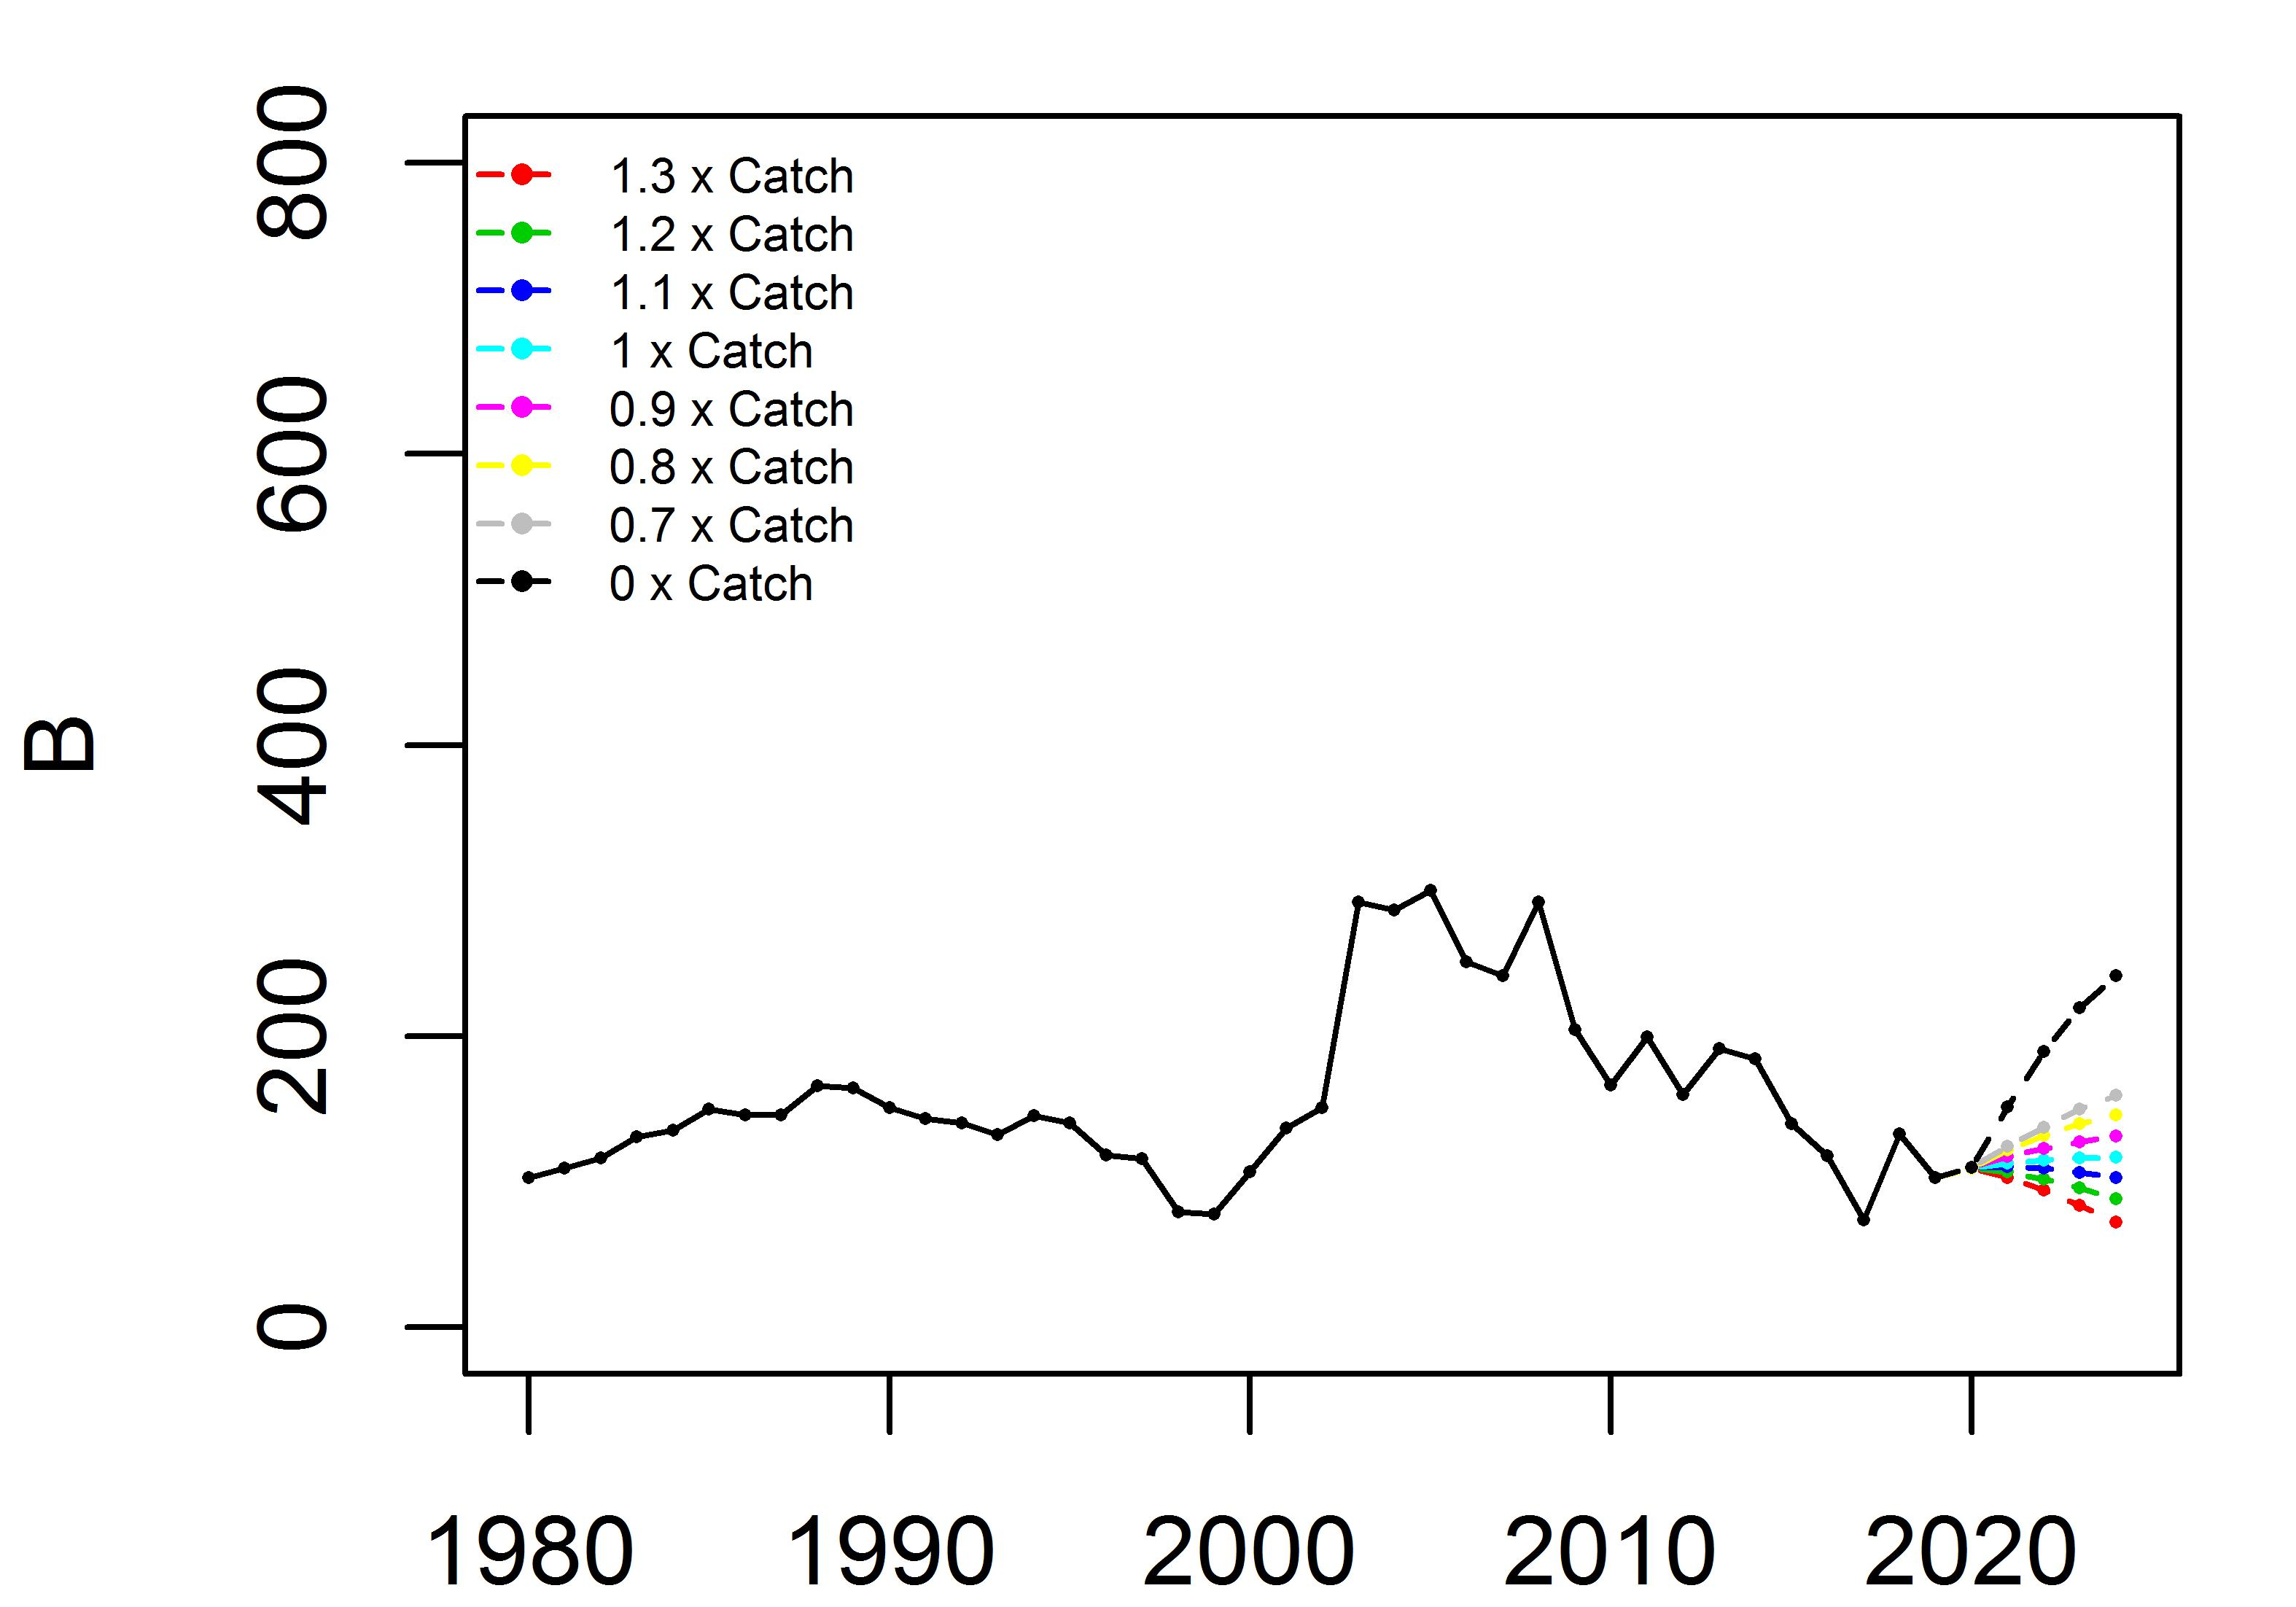 800
600
400
200
0
B
1.3 x Catch
1.2 x Catch
1.1 x Catch
1 x Catch
0.9 x Catch
0.8 x Catch
0.7 x Catch
0 x Catch
1980 1990 2000 2010 2020